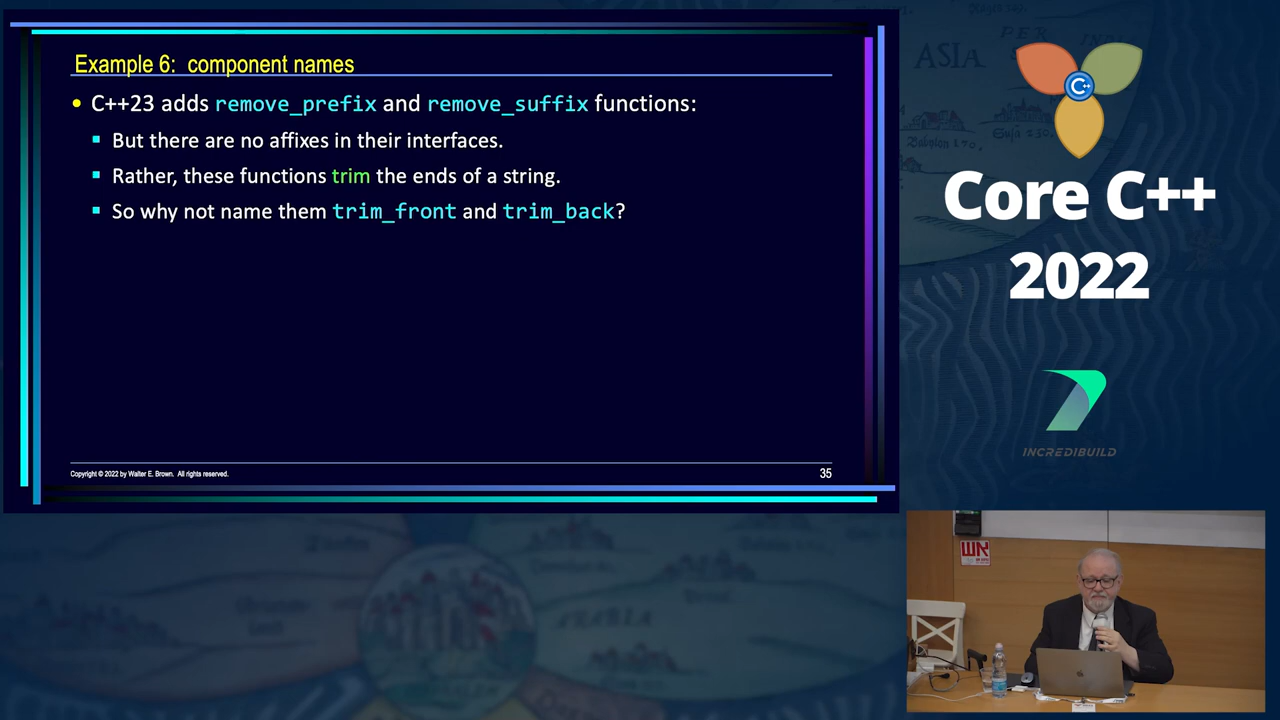 Example 6: component names
• C++23 adds remove_prefix and remove_suffix functions:
▪ But there are no affixes in their interfaces.
▪ Rather, these functions trim the ends of a string.
▪ So why not name them trim_front and trim_back?
Copyright © 2022 by Walter E. Brown. All rights reserved.
35
ASIA
C++
Core C++
2022
INCREDIBUILD